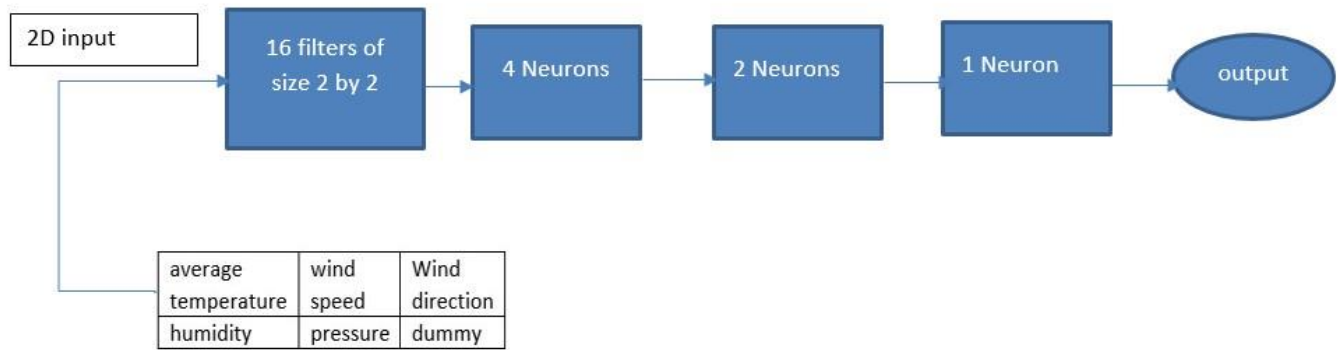 2D input
16 filters of
size 2 by 2
4 Neurons
2 Neurons
1 Neuron
output
average temperature
wind speed
Wind direction
humidity
pressure
dummy